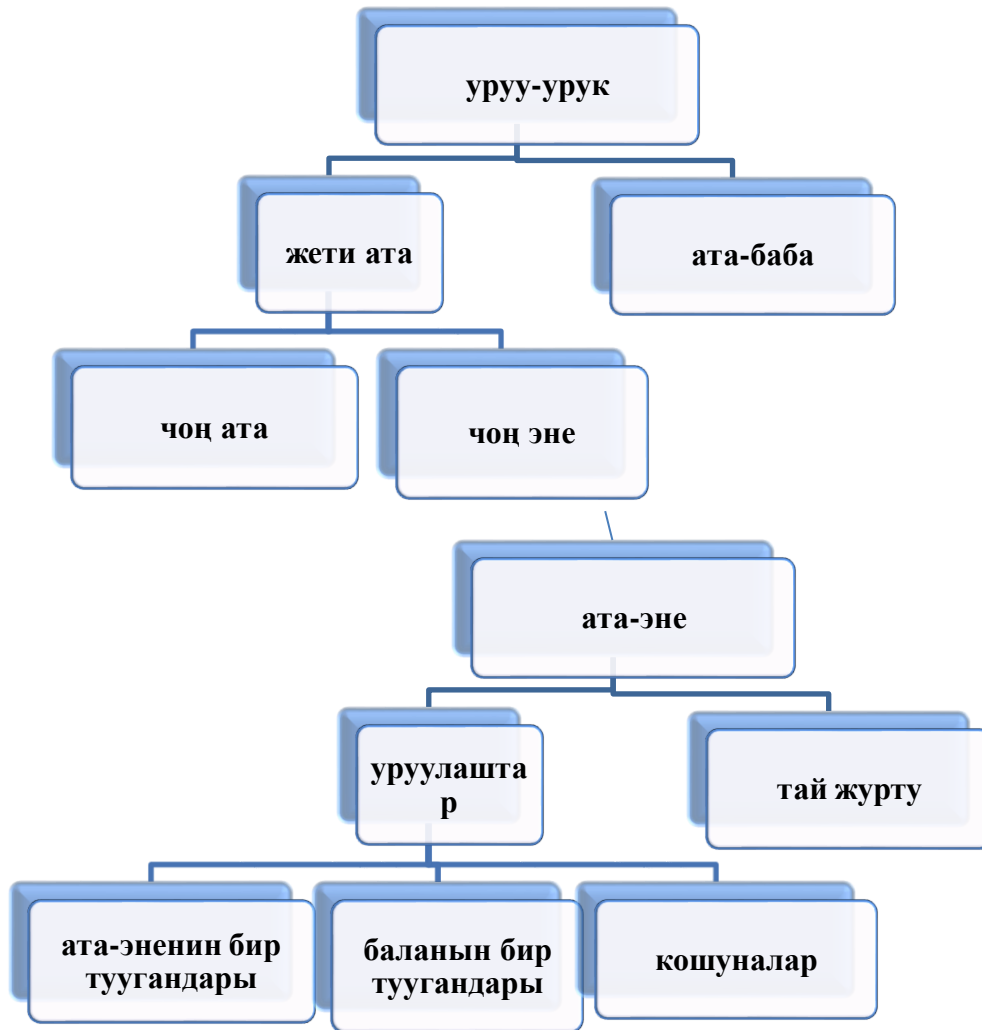 уруу-урук
жети ата
ата-баба
чоң ата
чоң эне
ата-эне
уруулашта
р
тай журту
ата-эненин бир
туугандары
баланын бир
туугандары
кошуналар